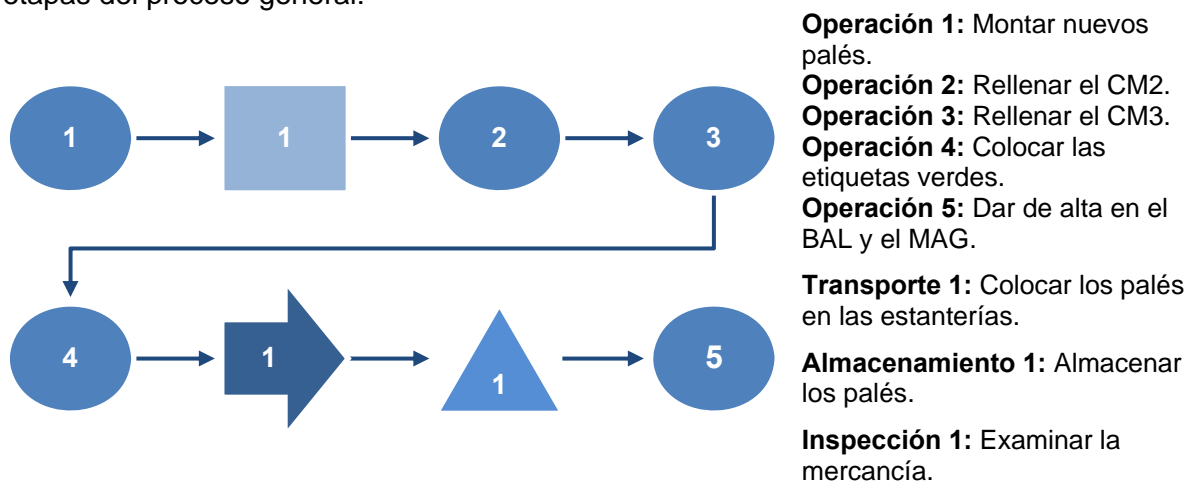 etapas del proceso general.
1
1
2
3
4
1
1
5
Operación 1: Montar nuevos
palés.
Operación 2: Rellenar el CM2.
Operación 3: Rellenar el CM3.
Operación 4: Colocar las
etiquetas verdes.
Operación 5: Dar de alta en el
BAL y el MAG.
Transporte 1: Colocar los palés
en las estanterías.
Almacenamiento 1: Almacenar
los palés.
Inspección 1: Examinar la
mercancía.